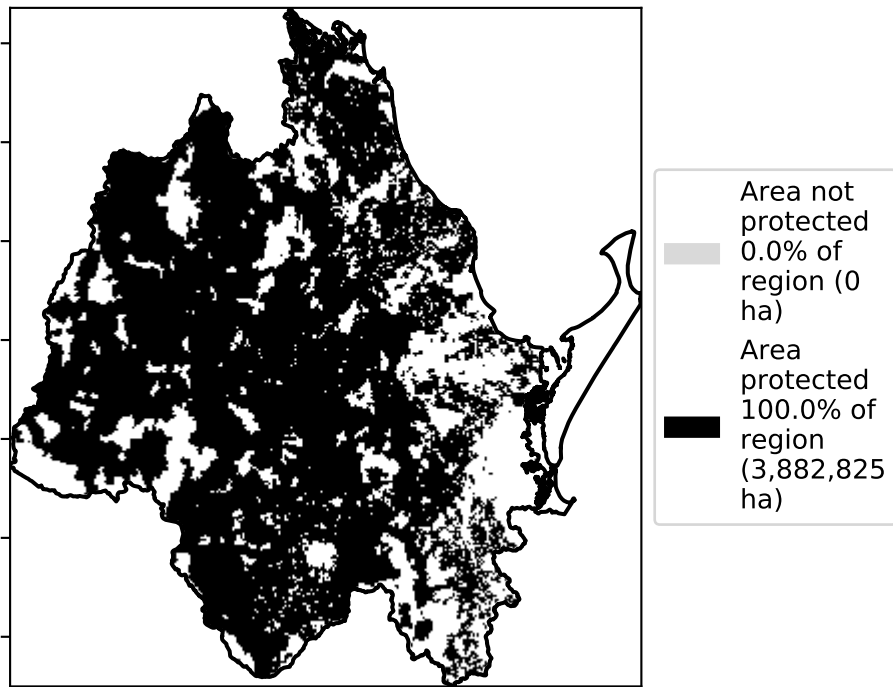 Area not
protected
0.0% of
region (0
ha)
Area
protected
100.0% of
region
(3,882,825
ha)